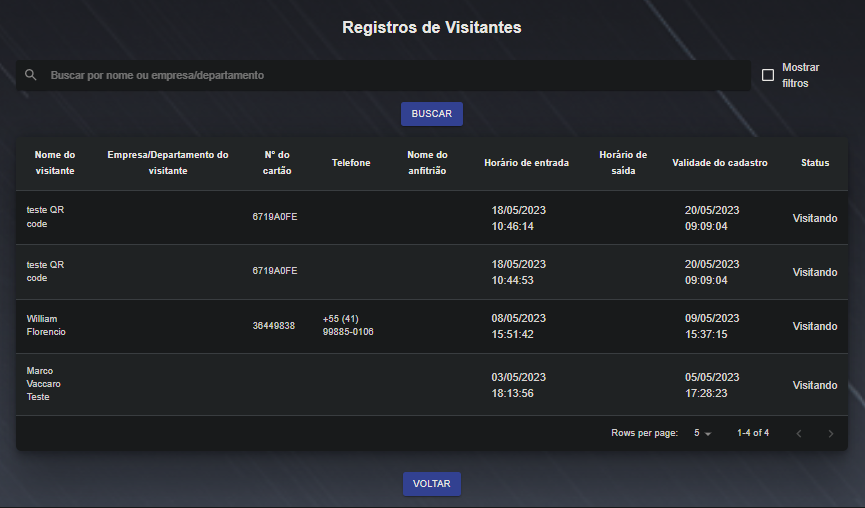 Registros de Visitantes
Buscar por nome ou empresa/departamento
Mostrar
filtros
BUSCAR
Nome do
visitante
Empresa/Departamento do
visitante
Nº do
cartão
Telefone
Nome do
anfitrião
Horário de entrada
Horário de
saída
Validade do cadastro
Status
teste QR
code
6719A0FE
18/05/2023
10:46:14
20/05/2023
09:09:04
Visitando
teste QR
code
6719A0FE
18/05/2023
10:44:53
20/05/2023
09:09:04
Visitando
William
Florencio
36449838
+55 (41)
99885-0106
08/05/2023
15:51:42
09/05/2023
15:37:15
Visitando
Marco
Vaccaro
Teste
03/05/2023
18:13:56
05/05/2023
17:28:23
Visitando
Rows per page: 5 1-4 of 4
VOLTAR